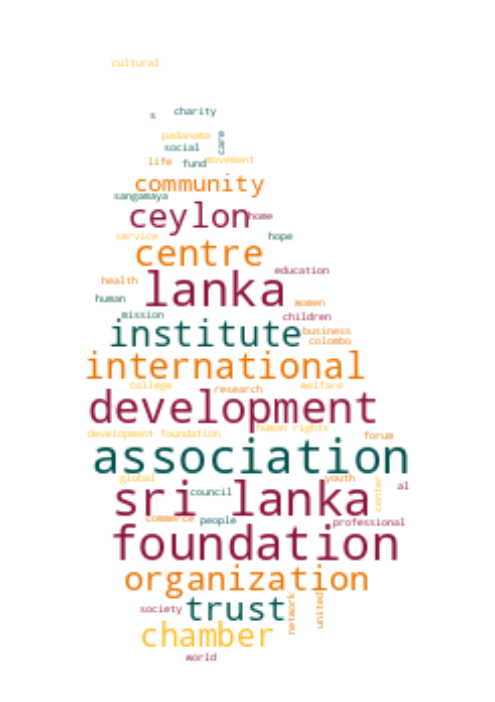 cultural
s charity
padanama care
social
life fund movement
community
sangamaya
ceylon home
service hope
centre
education
health lanka
human women
mission children
institute business
colombo
international
college research welfare
development
human rights
development foundation forum
association
global youth center
council al
sri lanka
commerce people professional
foundation
organization
society trust network united
chamber
world